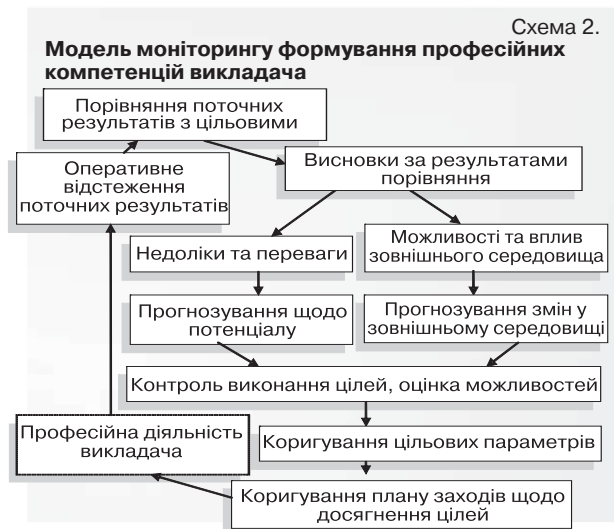 Схема 2.
Модель моніторингу формування професійних
компетенцій викладача
Порівняння поточних
результатів з цільовими
Оперативне
відстеження
поточних результатів
Висновки за результатами
порівняння
Недоліки та переваги
Можливості та вплив
зовнішнього середовища
Прогнозування щодо
потенціалу
Прогнозування змін у
зовнішньому середовищі
Контроль виконання цілей, оцінка можливостей
Професійна діяльність
викладача
Коригування цільових параметрів
Коригування плану заходів щодо
досягнення цілей